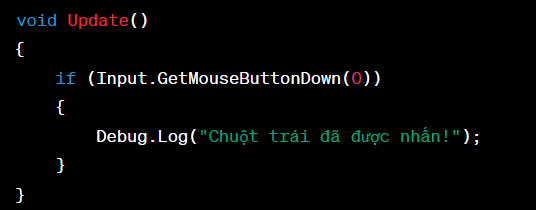 void Update()
{
    if (Input.GetMouseButtonDown(0))
    {
        Debug.Log("Chuột trái đã được nhấn!");
    }
}